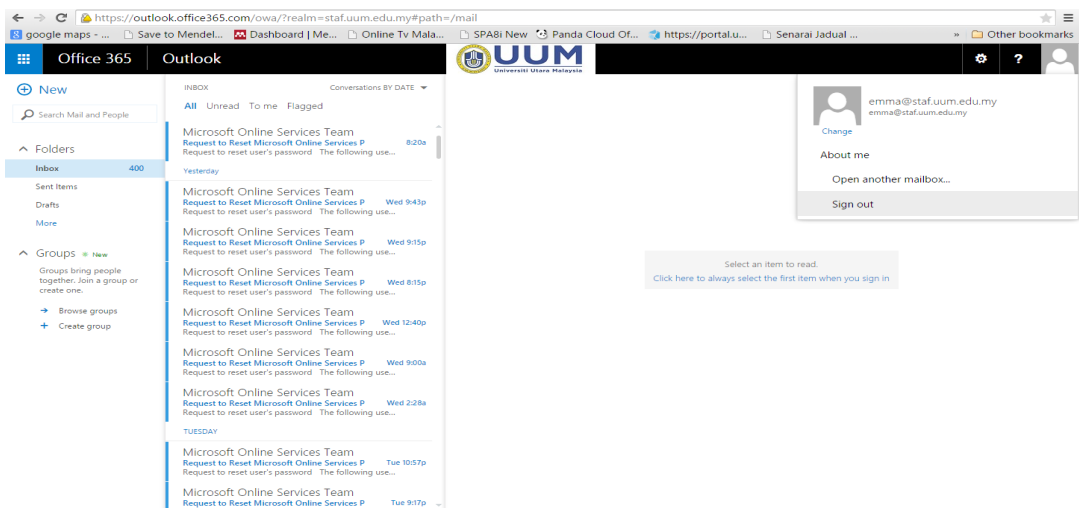 https://outlook.office365.com/owa/?realm=staf.uum.edu.my#path=/mail
google maps - ... Save to Mendel... Dashboard | Me... Online Tv Mala... SPA8i New Panda Cloud Of... https://portal.u... Senarai Jadual ... » Other bookmarks
Office 365 Outlook UUM ?
Universiti Utara Malaysia
New
Search Mail and People
Folders
Inbox 400
Sent Items
Drafts
More
Groups New
Groups bring people
together. Join a group or
create one.
Browse groups
Create group
INBOX Conversations BY DATE
All Unread To me Flagged
Microsoft Online Services Team
Request to Reset Microsoft Online Services P 8:20a
Request to reset user's password The following use...
Yesterday
Microsoft Online Services Team
Request to Reset Microsoft Online Services P Wed 9:43p
Request to reset user's password The following use...
Microsoft Online Services Team
Request to Reset Microsoft Online Services P Wed 9:15p
Request to reset user's password The following use...
Microsoft Online Services Team
Request to Reset Microsoft Online Services P Wed 8:15p
Request to reset user's password The following use...
Microsoft Online Services Team
Request to Reset Microsoft Online Services P Wed 12:40p
Request to reset user's password The following use...
Microsoft Online Services Team
Request to Reset Microsoft Online Services P Wed 9:00a
Request to reset user's password The following use...
Microsoft Online Services Team
Request to Reset Microsoft Online Services P Wed 2:28a
Request to reset user's password The following use...
TUESDAY
Microsoft Online Services Team
Request to Reset Microsoft Online Services P Tue 10:57p
Request to reset user's password The following use...
Microsoft Online Services Team
Request to Reset Microsoft Online Services P Tue 9:17p
Select an item to read.
Click here to always select the first item when you sign in
emma@staf.uum.edu.my
emma@staf.uum.edu.my
Change
About me
Open another mailbox...
Sign out